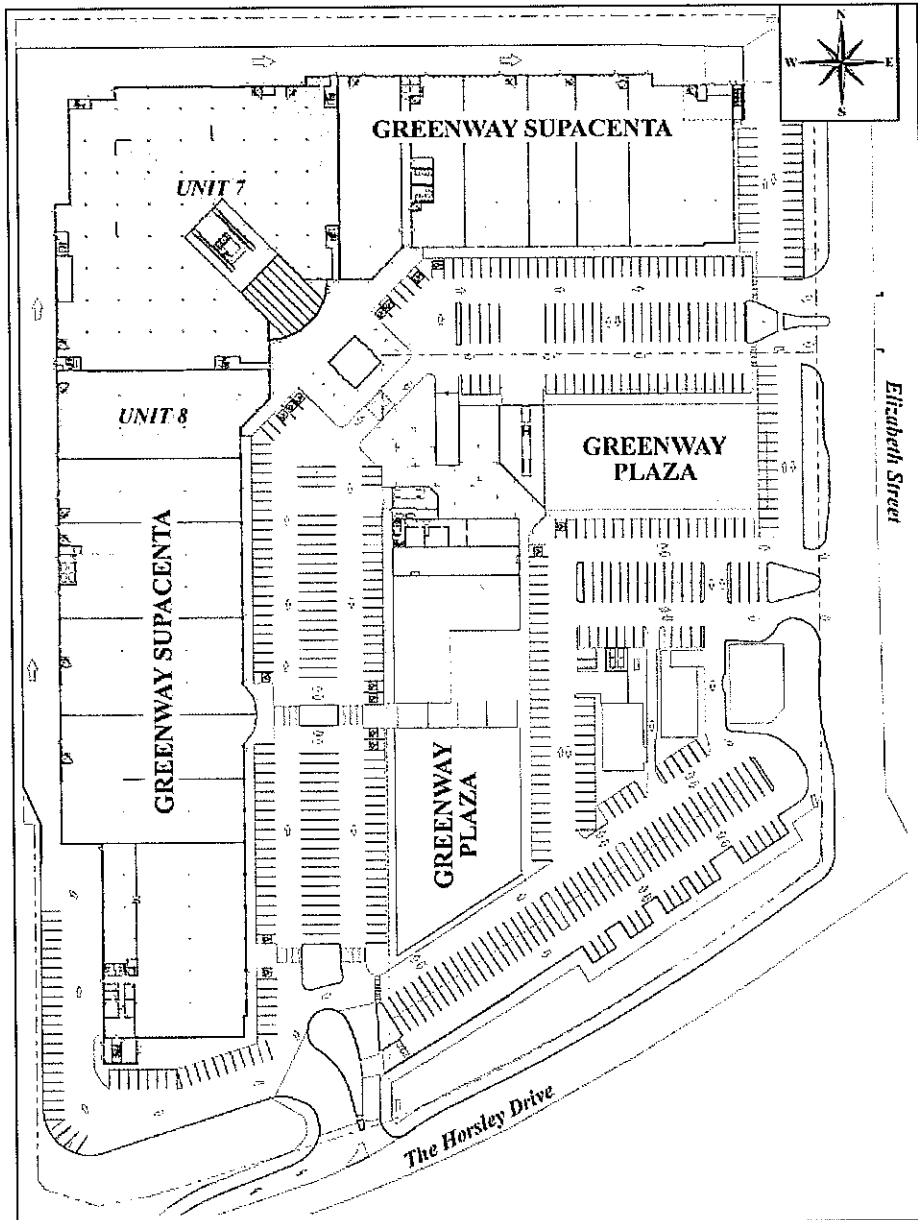 N
W E
S
GREENWAY SUPACENTA
UNIT 7
UNIT 8
GREENWAY
PLAZA
Elizabeth Street
GREENWAY SUPACENTA
GREENWAY
PLAZA
The Horsley Drive